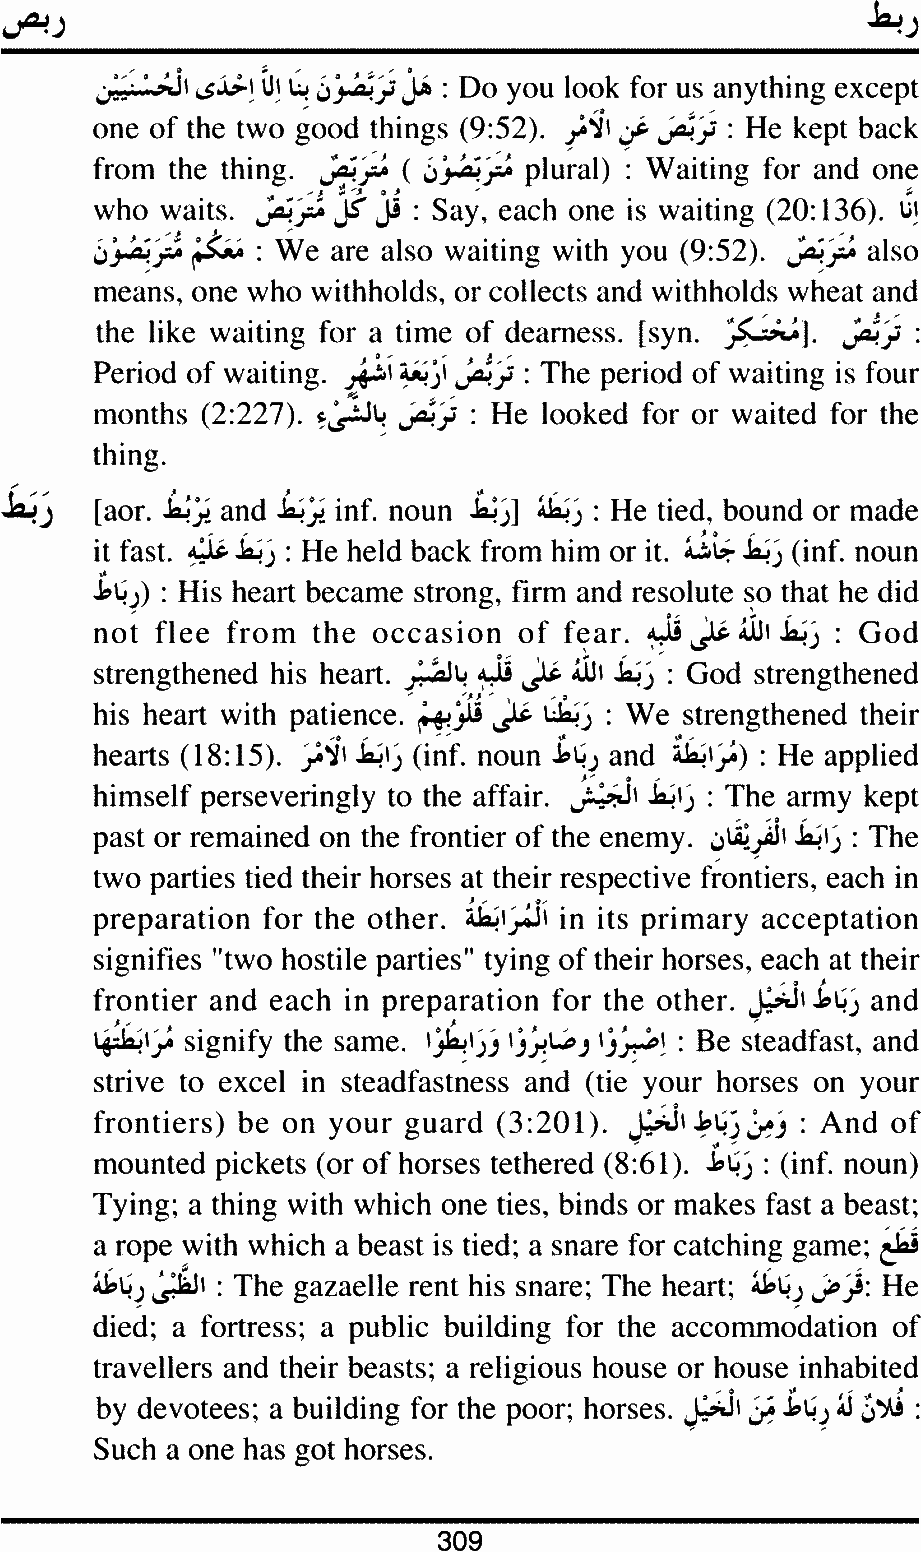 ربص ربط
هَلْ تَرَبَّصُوْنَ بِنَا اِلَّا اِحْدَى الْحُسْنَيَيْنِ : Do you look for us anything except
one of the two good things (9:52). تَرَبَّصَ عَنِ الْاَمْرِ : He kept back
from the thing. مُتَرَبِّصٌ ( مُتَرَبِّصُوْنَ plural) : Waiting for and one
who waits. قُلْ كُلٌّ مُّتَرَبِّصٌ : Say, each one is waiting (20:136). اِنَّا
مَعَكُمْ مُّتَرَبِّصُوْنَ : We are also waiting with you (9:52). مُتَرَبِّصٌ also
means, one who withholds, or collects and withholds wheat and
the like waiting for a time of dearness. [syn. مُحْتَكِرٌ]. تَرَبُّصٌ :
Period of waiting. تَرَبُّصُ اَرْبَعَةِ اَشْهُرٍ : The period of waiting is four
months (2:227). تَرَبَّصَ بِالشَّيْءِ : He looked for or waited for the
thing.
رَبَطَ [aor. يَرْبُطُ and يَرْبِطُ inf. noun رَبْطٌ] رَبَطَهُ : He tied, bound or made
it fast. رَبَطَ عَلَيْهِ : He held back from him or it. رَبَطَ جَاشُهُ (inf. noun
رِبَاطٌ) : His heart became strong, firm and resolute so that he did
not flee from the occasion of fear. رَبَطَ اللّٰهُ عَلٰى قَلْبِهِ : God
strengthened his heart. رَبَطَ اللّٰهُ عَلٰى قَلْبِهِ بِالصَّبْرِ : God strengthened
his heart with patience. رَبَطْنَا عَلٰى قُلُوْبِهِمْ : We strengthened their
hearts (18:15). رَابَطَ الْاَمْرَ (inf. noun رِبَاطٌ and مُرَابَطَةٌ) : He applied
himself perseveringly to the affair. رَابَطَ الْجَيْشُ : The army kept
past or remained on the frontier of the enemy. رَابَطَ الْفَرِيْقَانِ : The
two parties tied their horses at their respective frontiers, each in
preparation for the other. اَلْمُرَابَطَةُ in its primary acceptation
signifies "two hostile parties" tying of their horses, each at their
frontier and each in preparation for the other. رِبَاطُ الْخَيْلِ and
مُرَابَطَتُهَا signify the same. اِصْبِرُوْا وَصَابِرُوْا وَرَابِطُوْا : Be steadfast, and
strive to excel in steadfastness and (tie your horses on your
frontiers) be on your guard (3:201). وَمِنْ رِّبَاطِ الْخَيْلِ : And of
mounted pickets (or of horses tethered (8:61). رِبَاطٌ : (inf. noun)
Tying; a thing with which one ties, binds or makes fast a beast;
a rope with which a beast is tied; a snare for catching game; قَطَعَ
الظَّبْيُ رِبَاطَهُ : The gazaelle rent his snare; The heart; قَرَضَ رِبَاطَهُ: He
died; a fortress; a public building for the accommodation of
travellers and their beasts; a religious house or house inhabited
by devotees; a building for the poor; horses. فُلَانٌ لَهُ رِبَاطٌ مِّنَ الْخَيْلِ :
Such a one has got horses.
309